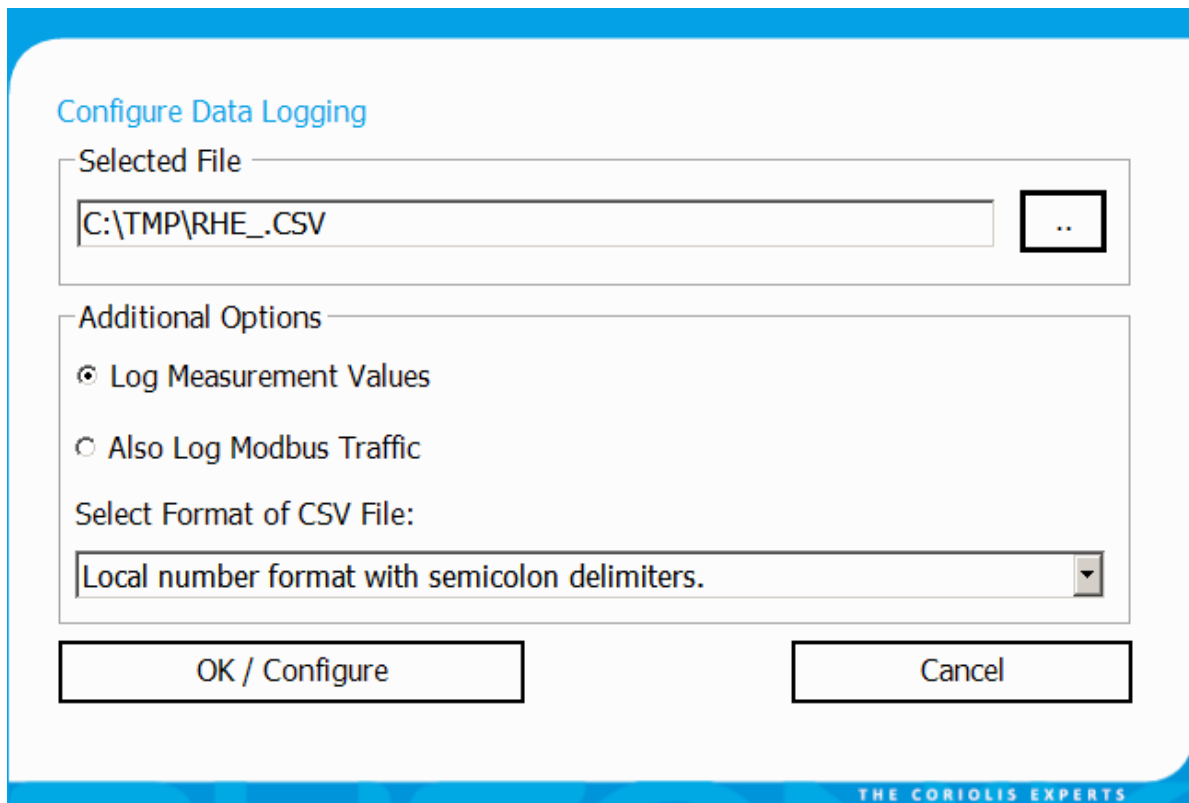 Configure Data Logging
Selected File
C:\TMP\RHE_.CSV
..
Additional Options
Log Measurement Values
Also Log Modbus Traffic
Select Format of CSV File:
Local number format with semicolon delimiters.
OK / Configure
Cancel
THE CORIOLIS EXPERTS